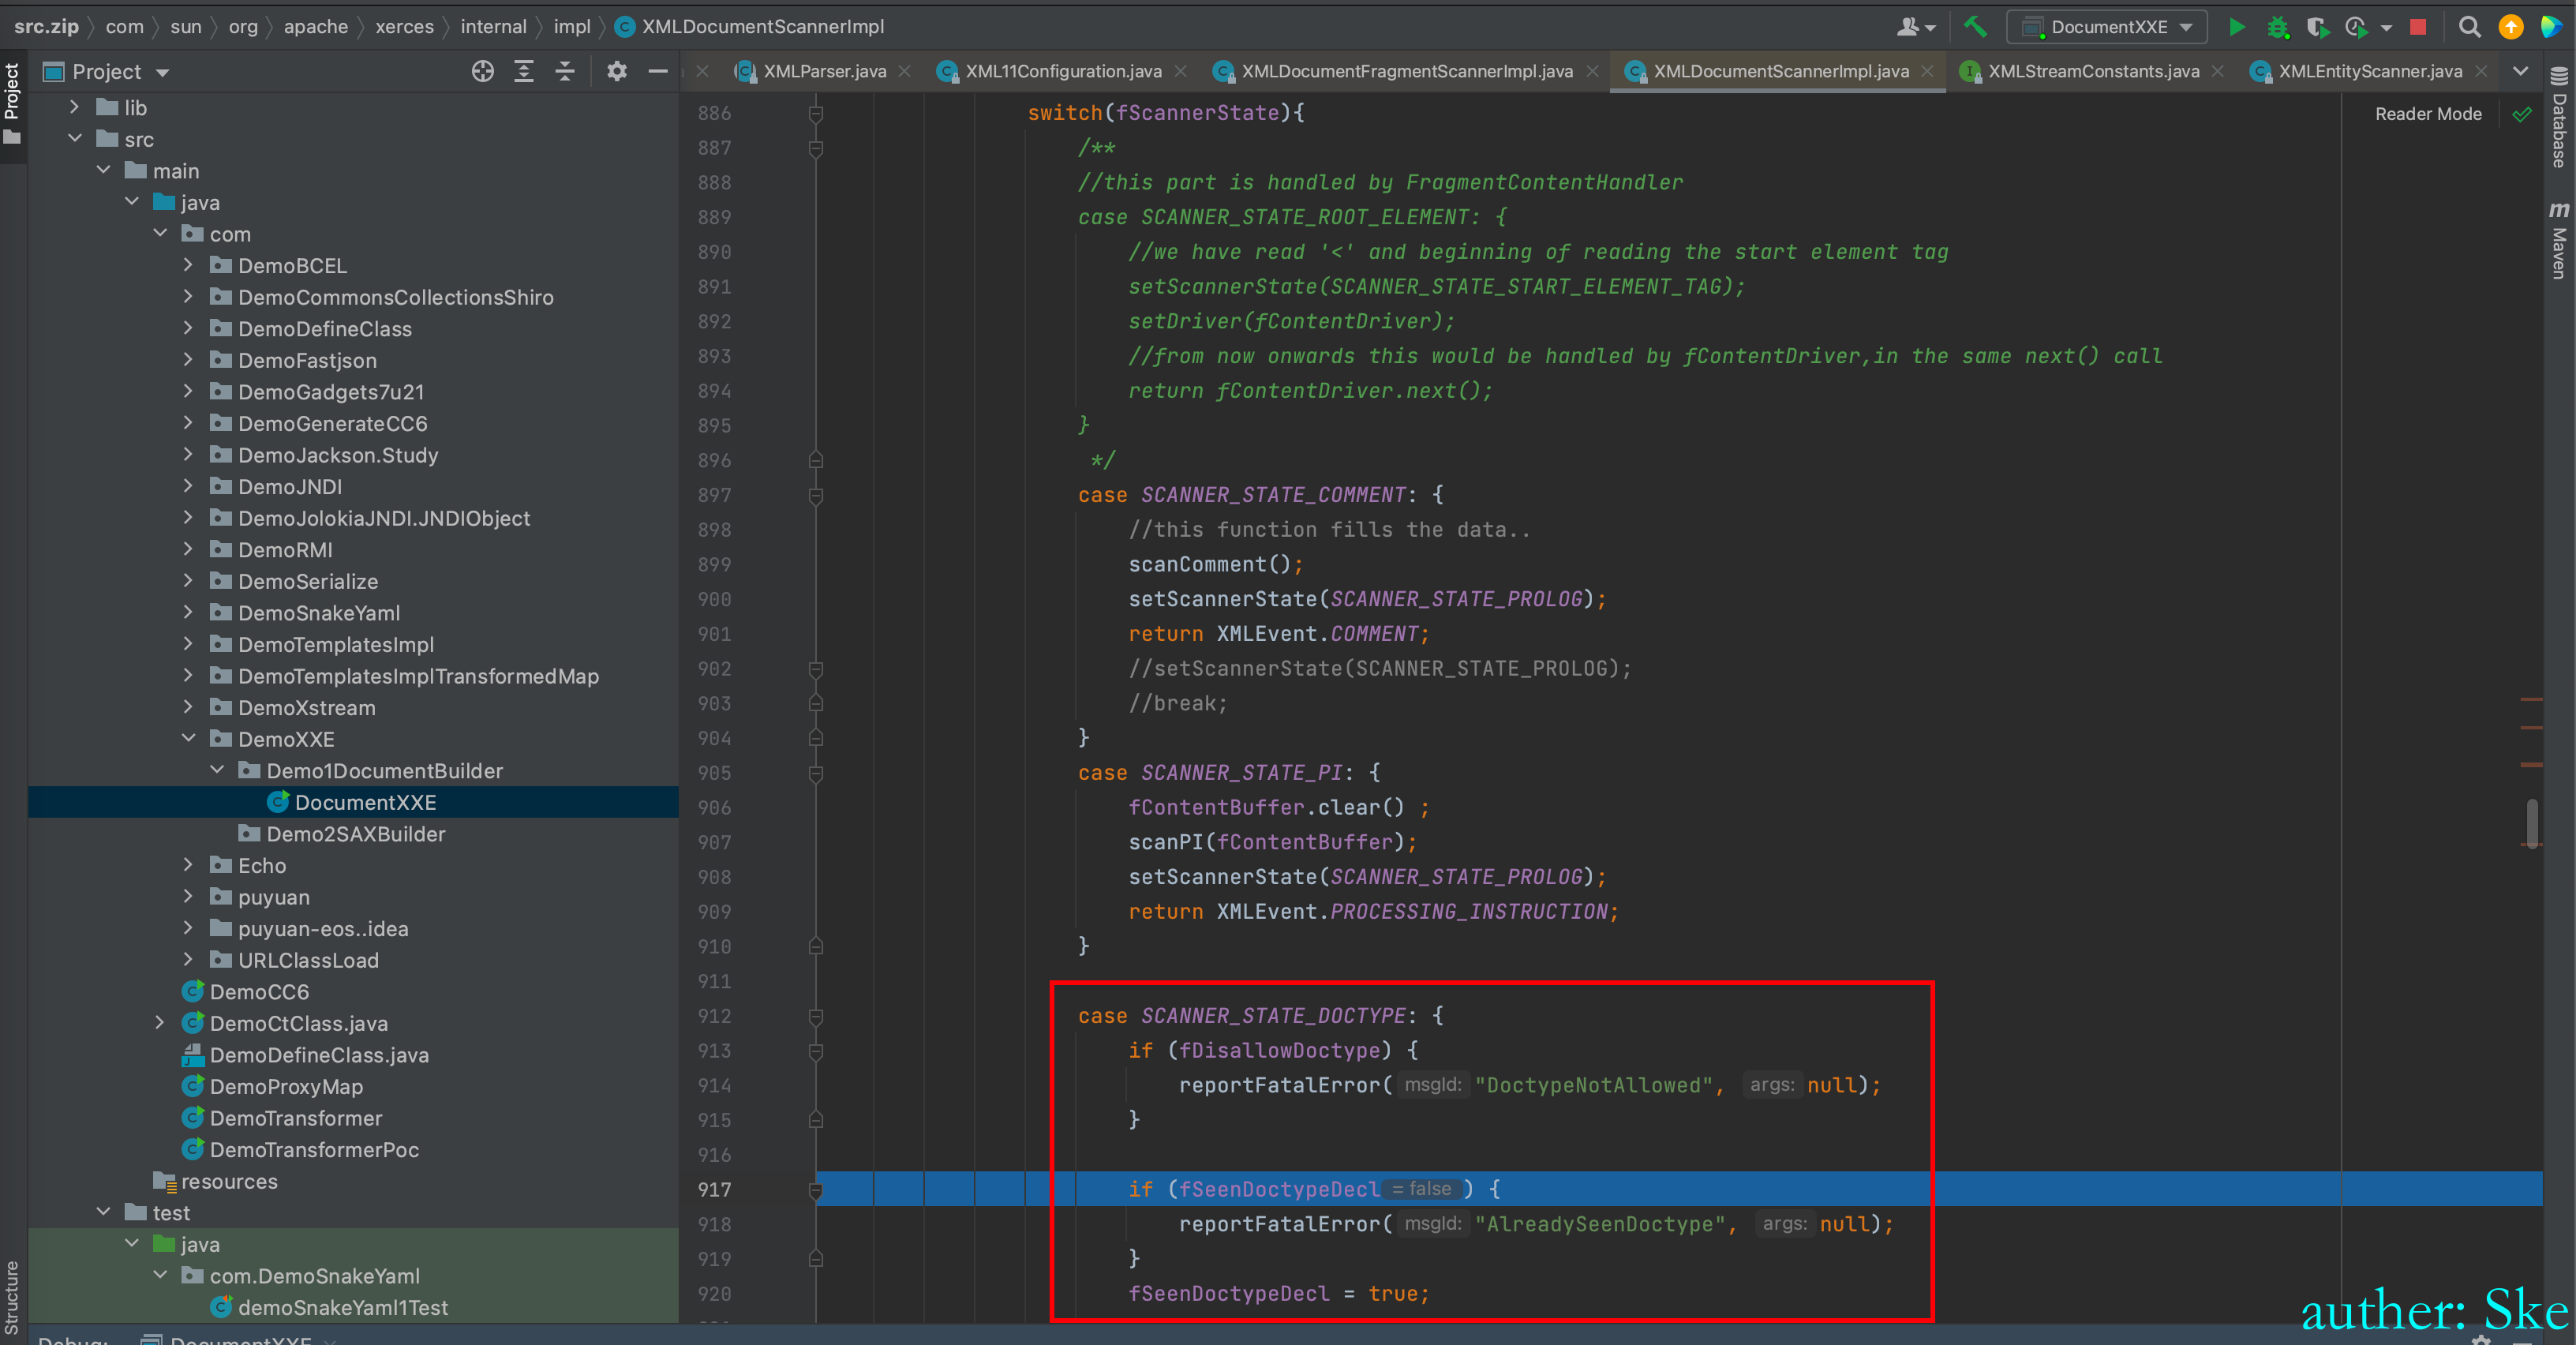 src.zip com sun org apache xerces internal impl XMLDocumentScannerImpl
DocumentXXE
Project
XMLParser.java XML11Configuration.java XMLDocumentFragmentScannerImpl.java XMLDocumentScannerImpl.java XMLStreamConstants.java XMLEntityScanner.java
Project
Structure
Database
Maven
Reader Mode
lib
src
main
java
com
DemoBCEL
DemoCommonsCollectionsShiro
DemoDefineClass
DemoFastjson
DemoGadgets7u21
DemoGenerateCC6
DemoJackson.Study
DemoJNDI
DemoJolokiaJNDI.JNDIObject
DemoRMI
DemoSerialize
DemoSnakeYaml
DemoTemplatesImpl
DemoTemplatesImplTransformedMap
DemoXstream
DemoXXE
Demo1DocumentBuilder
DocumentXXE
Demo2SAXBuilder
Echo
puyuan
puyuan-eos..idea
URLClassLoad
DemoCC6
DemoCtClass.java
DemoDefineClass.java
DemoProxyMap
DemoTransformer
DemoTransformerPoc
resources
test
java
com.DemoSnakeYaml
demoSnakeYaml1Test
886 switch(fScannerState){
887 /**
888 //this part is handled by FragmentContentHandler
889 case SCANNER_STATE_ROOT_ELEMENT: {
890 //we have read '<' and beginning of reading the start element tag
891 setScannerState(SCANNER_STATE_START_ELEMENT_TAG);
892 setDriver(fContentDriver);
893 //from now onwards this would be handled by fContentDriver,in the same next() call
894 return fContentDriver.next();
895 }
896 */
897 case SCANNER_STATE_COMMENT: {
898 //this function fills the data..
899 scanComment();
900 setScannerState(SCANNER_STATE_PROLOG);
901 return XMLEvent.COMMENT;
902 //setScannerState(SCANNER_STATE_PROLOG);
903 //break;
904 }
905 case SCANNER_STATE_PI: {
906 fContentBuffer.clear() ;
907 scanPI(fContentBuffer);
908 setScannerState(SCANNER_STATE_PROLOG);
909 return XMLEvent.PROCESSING_INSTRUCTION;
910 }
911
912 case SCANNER_STATE_DOCTYPE: {
913 if (fDisallowDoctype) {
914 reportFatalError( msgId: "DoctypeNotAllowed", args: null);
915 }
916
917 if (fSeenDoctypeDecl = false ) {
918 reportFatalError( msgId: "AlreadySeenDoctype", args: null);
919 }
920 fSeenDoctypeDecl = true;
auther: Ske
Debug: DocumentXXE